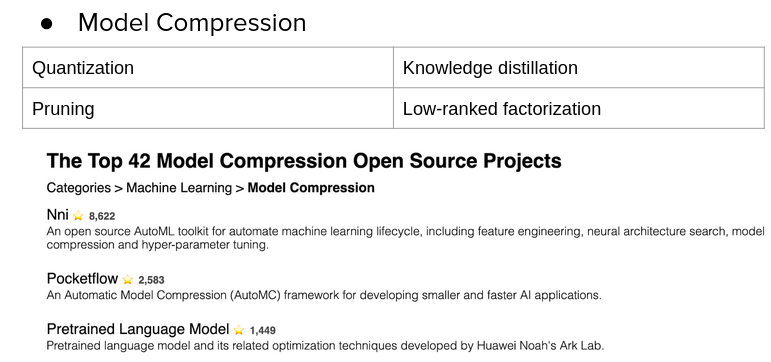 ● Model Compression
Quantization Knowledge distillation
Pruning Low-ranked factorization
The Top 42 Model Compression Open Source Projects
Categories > Machine Learning > Model Compression
Nni ⭐ 8,622
An open source AutoML toolkit for automate machine learning lifecycle, including feature engineering, neural architecture search, model
compression and hyper-parameter tuning.
Pocketflow ⭐ 2,583
An Automatic Model Compression (AutoMC) framework for developing smaller and faster AI applications.
Pretrained Language Model ⭐ 1,449
Pretrained language model and its related optimization techniques developed by Huawei Noah's Ark Lab.